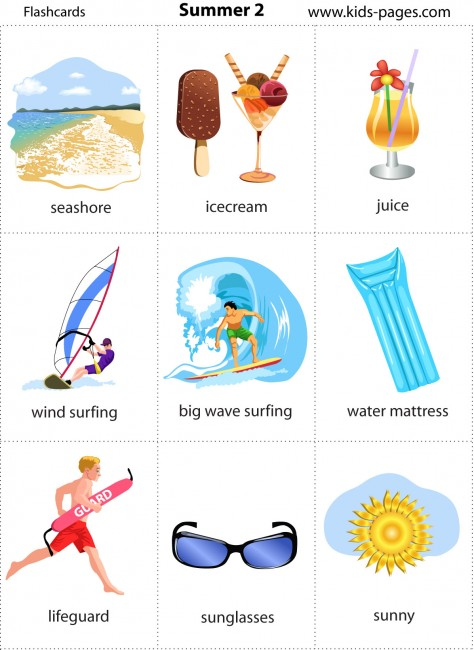 Flashcards
Summer 2
www.kids-pages.com
seashore
icecream
juice
wind surfing
big wave surfing
water mattress
GUARD
lifeguard
sunglasses
sunny